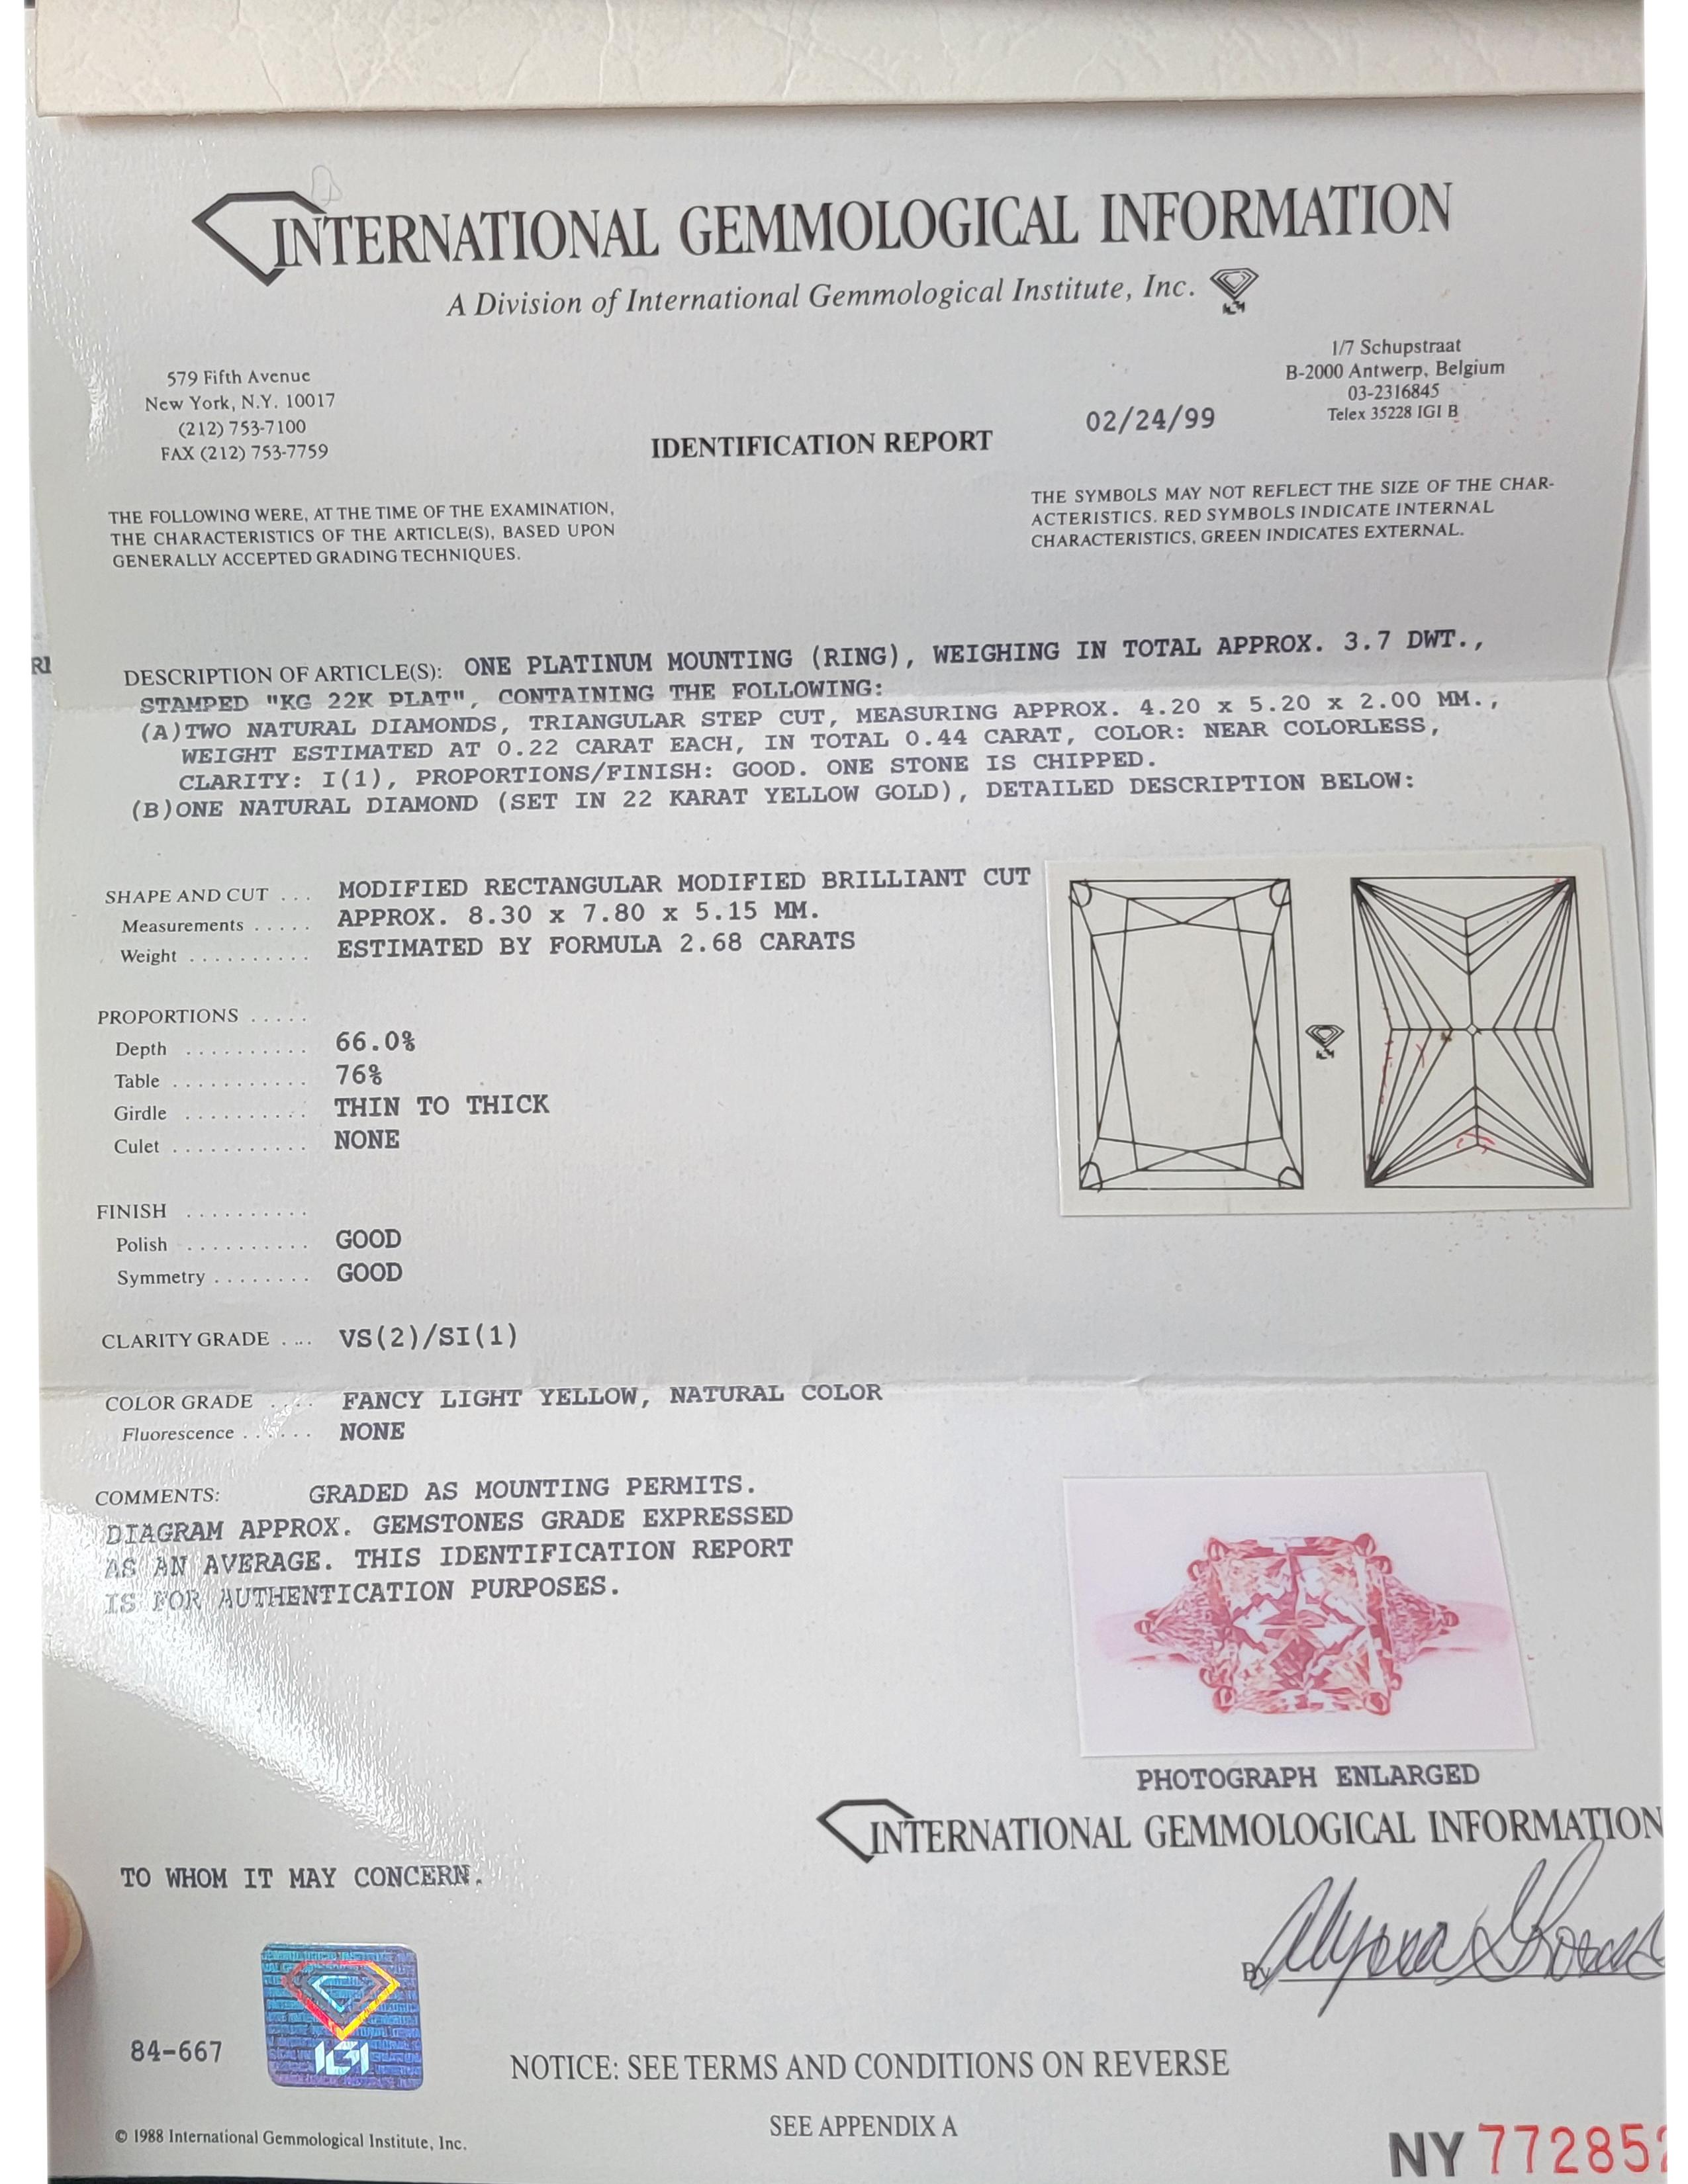 INTERNATIONAL GEMMOLOGICAL INFORMATION
A Division of International Gemmological Institute, Inc.
579 Fifth Avenue
New York, N.Y. 10017
(212) 753-7100
FAX (212) 753-7759
1/7 Schupstraat
B-2000 Antwerp, Belgium
03-2316845
Telex 35228 IGI B
02/24/99
IDENTIFICATION REPORT
THE FOLLOWING WERE, AT THE TIME OF THE EXAMINATION,
THE CHARACTERISTICS OF THE ARTICLE(S), BASED UPON
GENERALLY ACCEPTED GRADING TECHNIQUES.
THE SYMBOLS MAY NOT REFLECT THE SIZE OF THE CHAR-
ACTERISTICS. RED SYMBOLS INDICATE INTERNAL
CHARACTERISTICS, GREEN INDICATES EXTERNAL.
RI
DESCRIPTION OF ARTICLE(S): ONE PLATINUM MOUNTING (RING), WEIGHING IN TOTAL APPROX. 3.7 DWT.,
STAMPED "KG 22K PLAT", CONTAINING THE FOLLOWING:
(A)TWO NATURAL DIAMONDS, TRIANGULAR STEP CUT, MEASURING APPROX. 4.20 x 5.20 x 2.00 MM.,
WEIGHT ESTIMATED AT 0.22 CARAT EACH, IN TOTAL 0.44 CARAT, COLOR: NEAR COLORLESS,
CLARITY: I(1), PROPORTIONS/FINISH: GOOD. ONE STONE IS CHIPPED.
(B)ONE NATURAL DIAMOND (SET IN 22 KARAT YELLOW GOLD), DETAILED DESCRIPTION BELOW:
SHAPE AND CUT ... MODIFIED RECTANGULAR MODIFIED BRILLIANT CUT
Measurements ..... APPROX. 8.30 x 7.80 x 5.15 MM.
Weight .......... ESTIMATED BY FORMULA 2.68 CARATS
PROPORTIONS .....
Depth .......... 66.0%
Table ........... 76%
Girdle .......... THIN TO THICK
Culet ........... NONE
FINISH ..........
Polish .......... GOOD
Symmetry ........ GOOD
CLARITY GRADE .... VS(2)/SI(1)
COLOR GRADE .... FANCY LIGHT YELLOW, NATURAL COLOR
Fluorescence ...... NONE
COMMENTS: GRADED AS MOUNTING PERMITS.
DIAGRAM APPROX. GEMSTONES GRADE EXPRESSED
AS AN AVERAGE. THIS IDENTIFICATION REPORT
IS FOR AUTHENTICATION PURPOSES.
PHOTOGRAPH ENLARGED
INTERNATIONAL GEMMOLOGICAL INFORMATION
TO WHOM IT MAY CONCERN.
By
IGI
84-667
NOTICE: SEE TERMS AND CONDITIONS ON REVERSE
SEE APPENDIX A
© 1988 International Gemmological Institute, Inc.
NY 772852